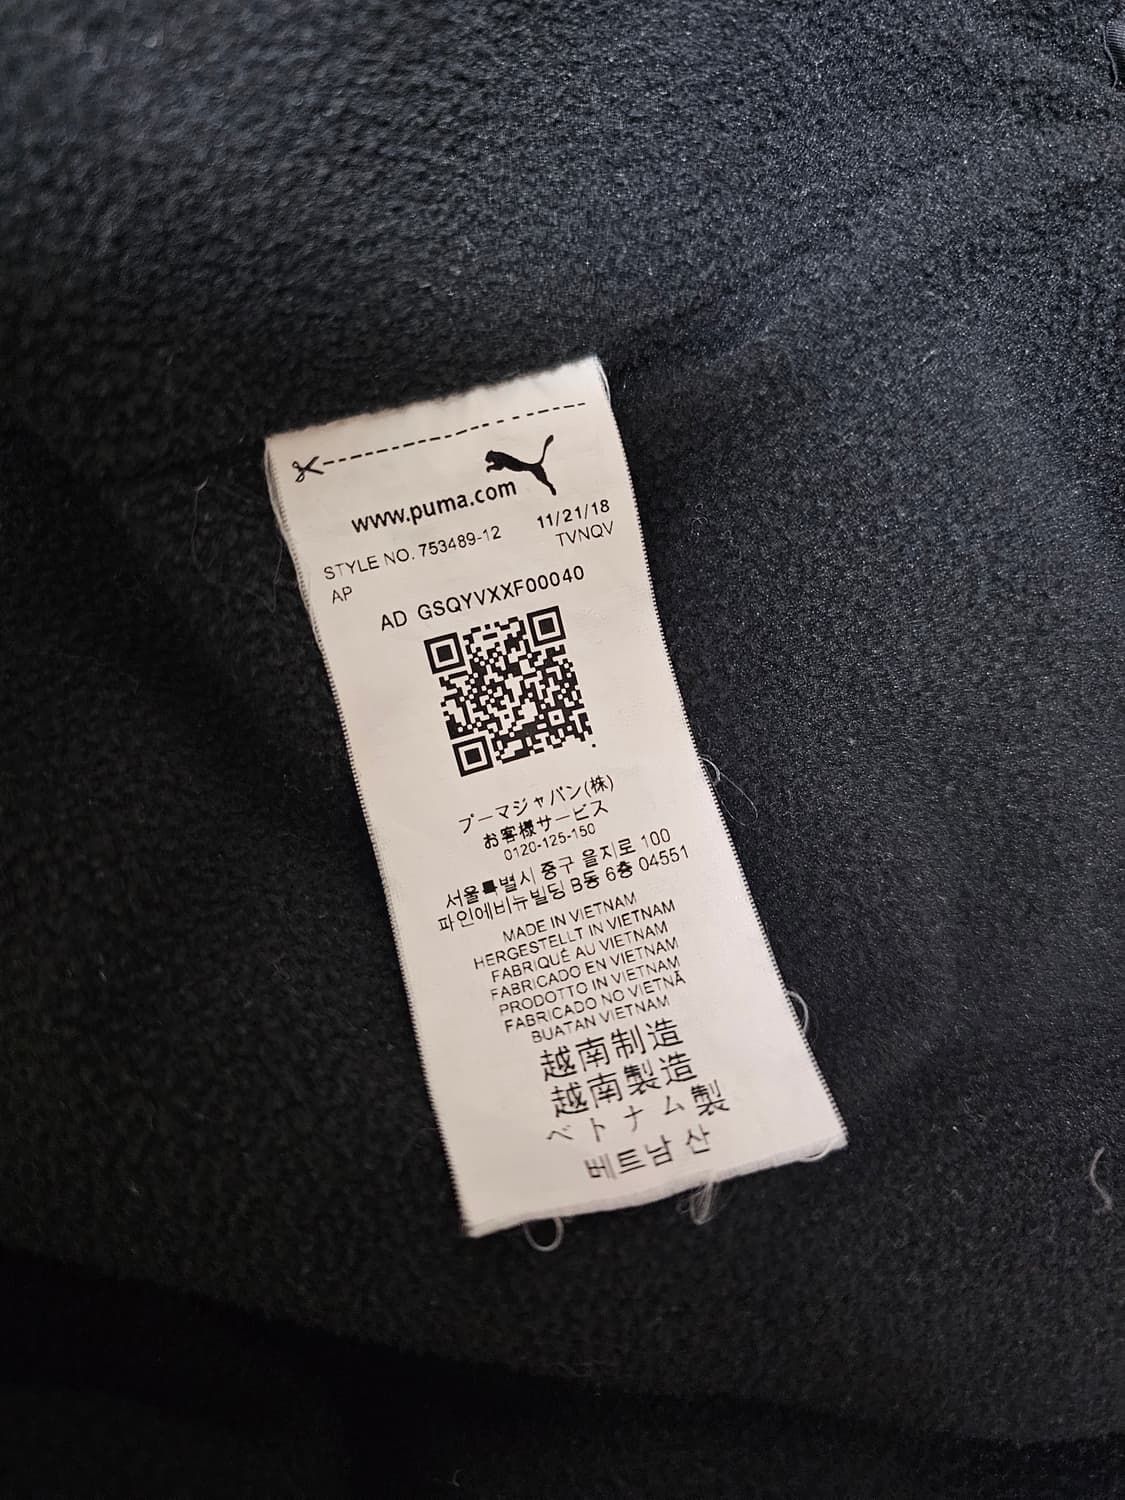 www.puma.com
STYLE NO. 753489-12 11/21/18
AP TVNQV
AD GSQYVXXF00040
プーマジャパン(株)
お客様サービス
0120-125-150
서울특별시 중구 을지로 100
파인에비뉴빌딩 B동 6층 04551
MADE IN VIETNAM
HERGESTELLT IN VIETNAM
FABRIQUÉ AU VIETNAM
FABRICADO EN VIETNAM
PRODOTTO IN VIETNAM
FABRICADO NO VIETNÃ
BUATAN VIETNAM
越南制造
越南製造
ベトナム製
베트남 산